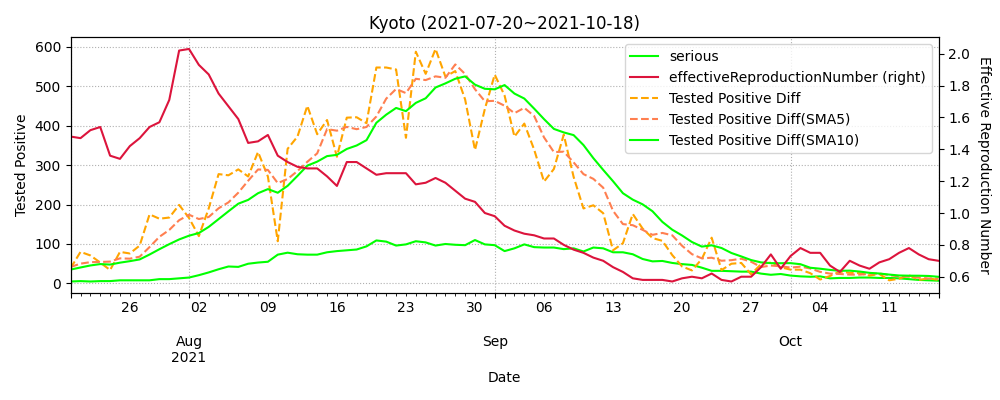 Kyoto (2021-07-20~2021-10-18)
serious
effectiveReproductionNumber (right)
Tested Positive Diff
Tested Positive Diff(SMA5)
Tested Positive Diff(SMA10)
Tested Positive
600
500
400
300
200
100
0
Effective Reproduction Number
2.0
1.8
1.6
1.4
1.2
1.0
0.8
0.6
26 02 09 16 23 30 06 13 20 27 04 11
Aug Sep Oct
2021
Date